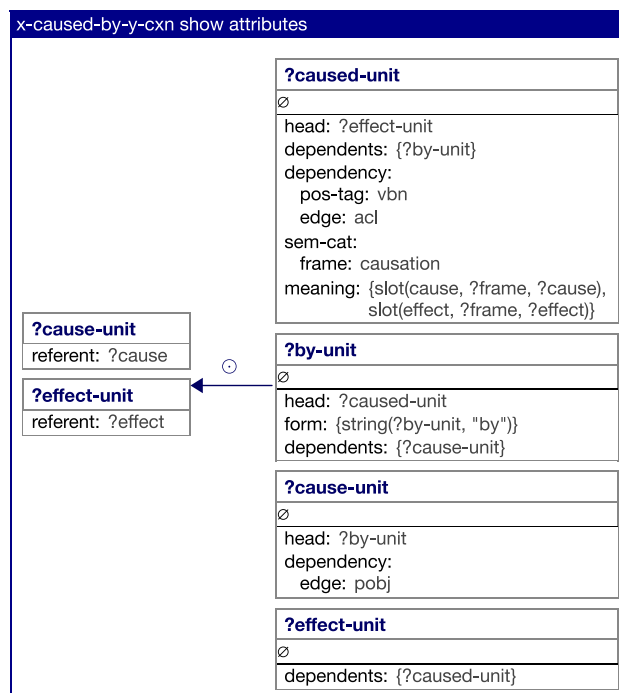 x-caused-by-y-cxn show attributes
?cause-unit
referent: ?cause
?effect-unit
referent: ?effect
?caused-unit
∅
head: ?effect-unit
dependents: {?by-unit}
dependency:
pos-tag: vbn
edge: acl
sem-cat:
frame: causation
meaning: {slot(cause, ?frame, ?cause),
slot(effect, ?frame, ?effect)}
?by-unit
∅
head: ?caused-unit
form: {string(?by-unit, "by")}
dependents: {?cause-unit}
?cause-unit
∅
head: ?by-unit
dependency:
edge: pobj
?effect-unit
∅
dependents: {?caused-unit}